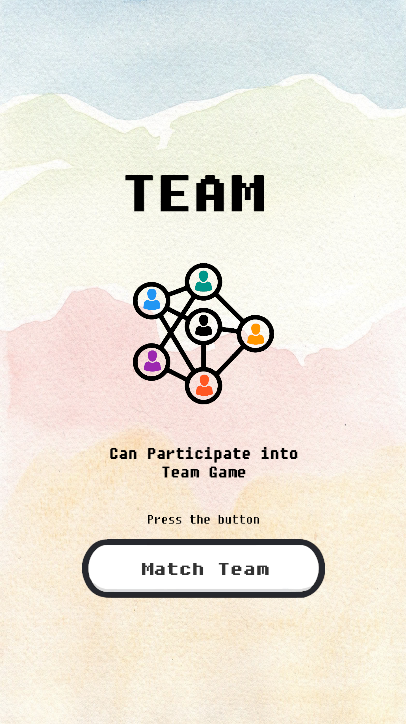 TEAM
Can Participate into
Team Game
Press the button
Match Team